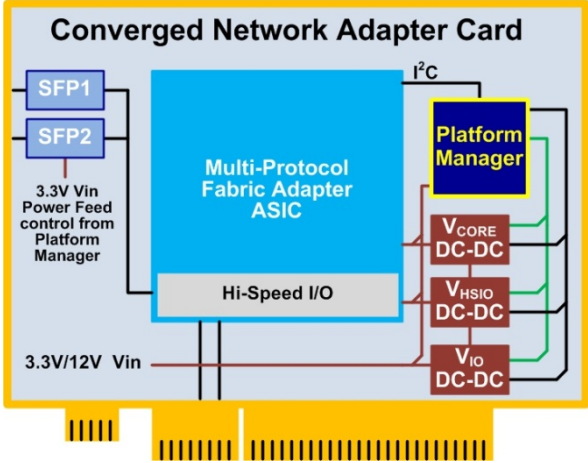 Converged Network Adapter Card
I²C
SFP1
SFP2
3.3V Vin
Power Feed
control from
Platform
Manager
Multi-Protocol
Fabric Adapter
ASIC
Hi-Speed I/O
Platform
Manager
VCORE
DC-DC
VHSIO
DC-DC
VIO
DC-DC
3.3V/12V Vin